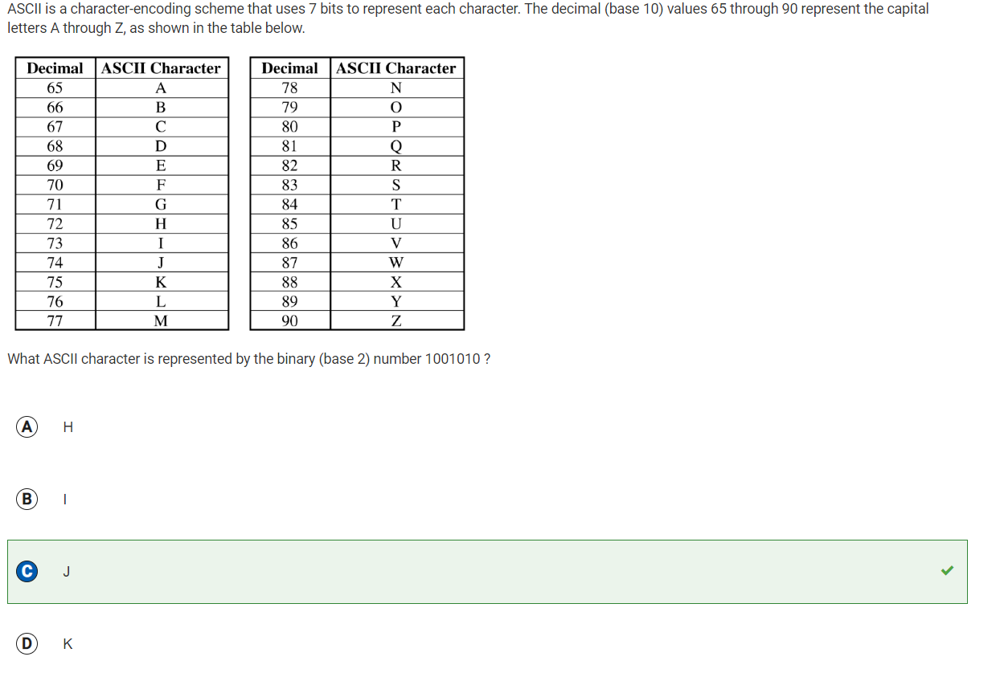 ASCII is a character-encoding scheme that uses 7 bits to represent each character. The decimal (base 10) values 65 through 90 represent the capital
letters A through Z, as shown in the table below.
Decimal ASCII Character Decimal ASCII Character
65 A 78 N
66 B 79 O
67 C 80 P
68 D 81 Q
69 E 82 R
70 F 83 S
71 G 84 T
72 H 85 U
73 I 86 V
74 J 87 W
75 K 88 X
76 L 89 Y
77 M 90 Z
What ASCII character is represented by the binary (base 2) number 1001010 ?
A H
B I
C J
D K